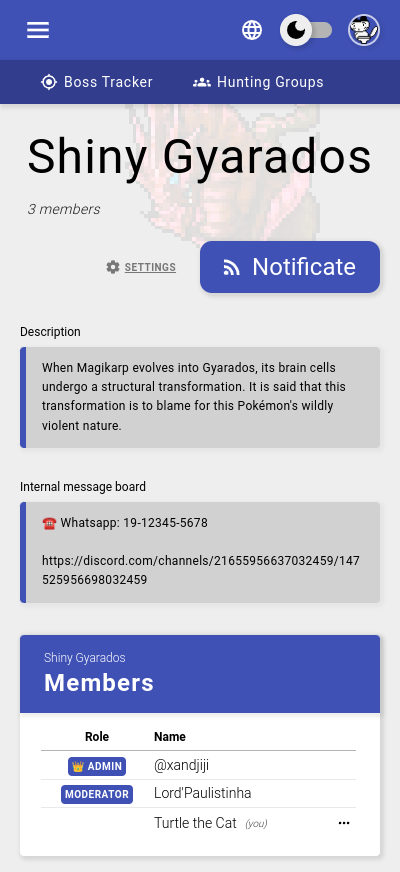 Boss Tracker
Hunting Groups
Shiny Gyarados
3 members
SETTINGS
Notificate
Description
When Magikarp evolves into Gyarados, its brain cells
undergo a structural transformation. It is said that this
transformation is to blame for this Pokémon's wildly
violent nature.
Internal message board
☎️ Whatsapp: 19-12345-5678
https://discord.com/channels/21655956637032459/147
525956698032459
Shiny Gyarados
Members
Role Name
👑 ADMIN @xandjiji
MODERATOR Lord'Paulistinha
Turtle the Cat (you)